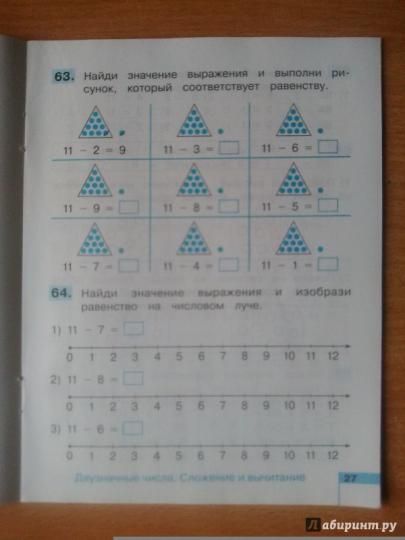 63. Найди значение выражения и выполни ри-
сунок, который соответствует равенству.
11 − 2 = 9 11 − 3 = 11 − 6 =
11 − 9 = 11 − 8 = 11 − 5 =
11 − 7 = 11 − 4 = 11 − 1 =
64. Найди значение выражения и изобрази
равенство на числовом луче.
1) 11 − 7 =
0 1 2 3 4 5 6 7 8 9 10 11 12
2) 11 − 8 =
0 1 2 3 4 5 6 7 8 9 10 11 12
3) 11 − 6 =
0 1 2 3 4 5 6 7 8 9 10 11 12
Двузначные числа. Сложение и вычитание 27
Лабиринт.ру